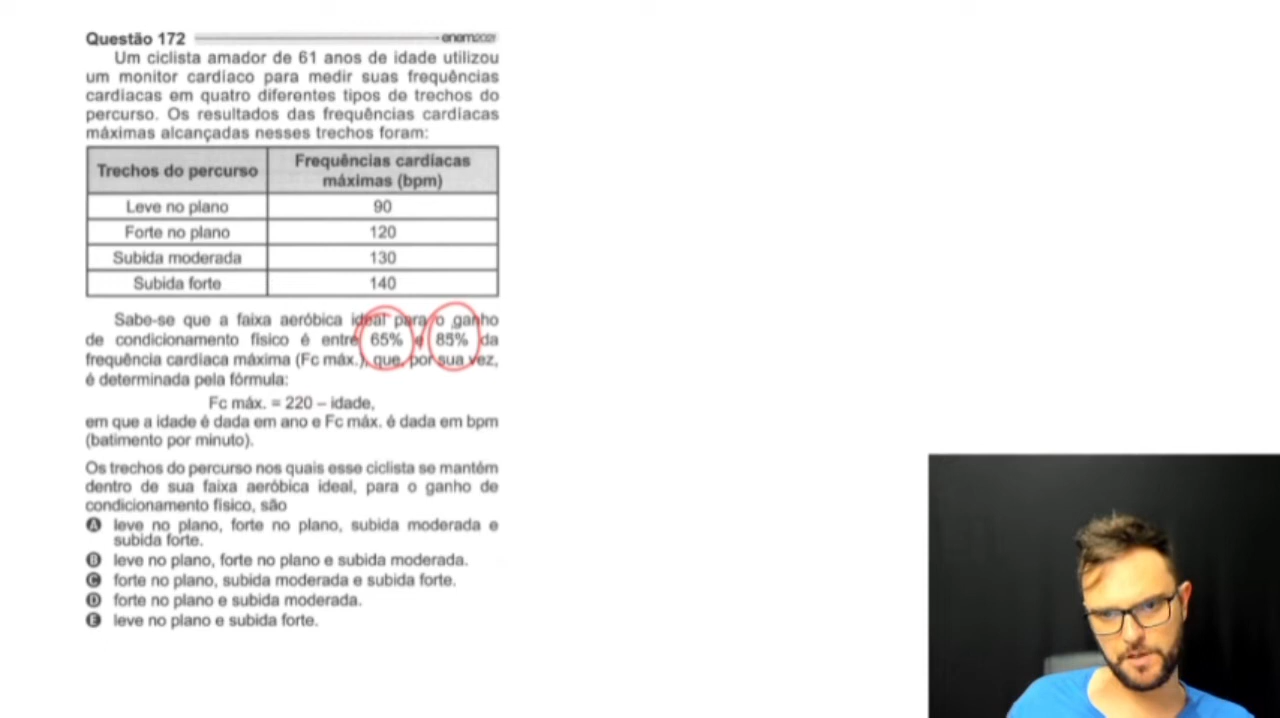 Questão 172
enem2021
Um ciclista amador de 61 anos de idade utilizou
um monitor cardíaco para medir suas frequências
cardíacas em quatro diferentes tipos de trechos do
percurso. Os resultados das frequências cardíacas
máximas alcançadas nesses trechos foram:
Trechos do percurso
Frequências cardíacas
máximas (bpm)
Leve no plano 90
Forte no plano 120
Subida moderada 130
Subida forte 140
Sabe-se que a faixa aeróbica ideal para o ganho
de condicionamento físico é entre 65% e 85% da
frequência cardíaca máxima (Fc máx.), que, por sua vez,
é determinada pela fórmula:
Fc máx. = 220 – idade,
em que a idade é dada em ano e Fc máx. é dada em bpm
(batimento por minuto).
Os trechos do percurso nos quais esse ciclista se mantém
dentro de sua faixa aeróbica ideal, para o ganho de
condicionamento físico, são
A leve no plano, forte no plano, subida moderada e
subida forte.
B leve no plano, forte no plano e subida moderada.
C forte no plano, subida moderada e subida forte.
D forte no plano e subida moderada.
E leve no plano e subida forte.